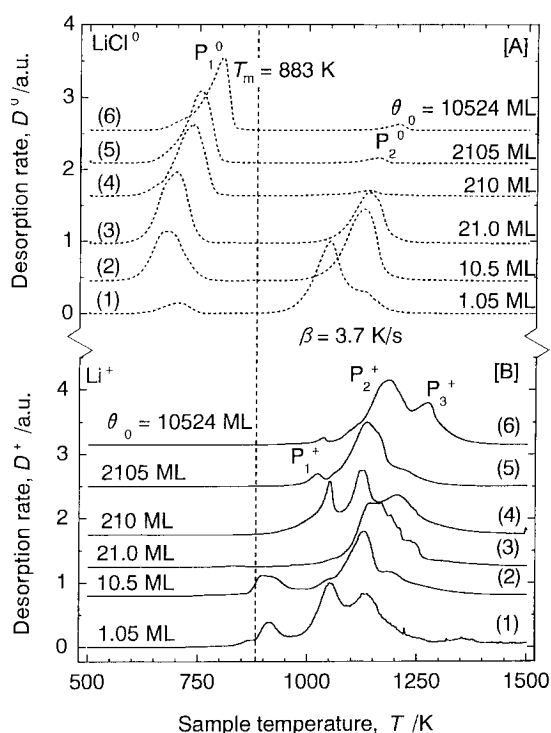 LiCl⁰ [A]
P₁⁰
Tₘ = 883 K
(6) θ₀ = 10524 ML
P₂⁰
(5) 2105 ML
(4) 210 ML
(3) 21.0 ML
(2) 10.5 ML
(1) 1.05 ML
β = 3.7 K/s
4
3
2
1
0
Desorption rate, D⁰ /a.u.
Li⁺ [B]
P₂⁺
P₃⁺
θ₀ = 10524 ML (6)
P₁⁺
2105 ML (5)
210 ML (4)
21.0 ML (3)
10.5 ML (2)
1.05 ML (1)
4
3
2
1
0
Desorption rate, D⁺ /a.u.
500 750 1000 1250 1500
Sample temperature, T /K